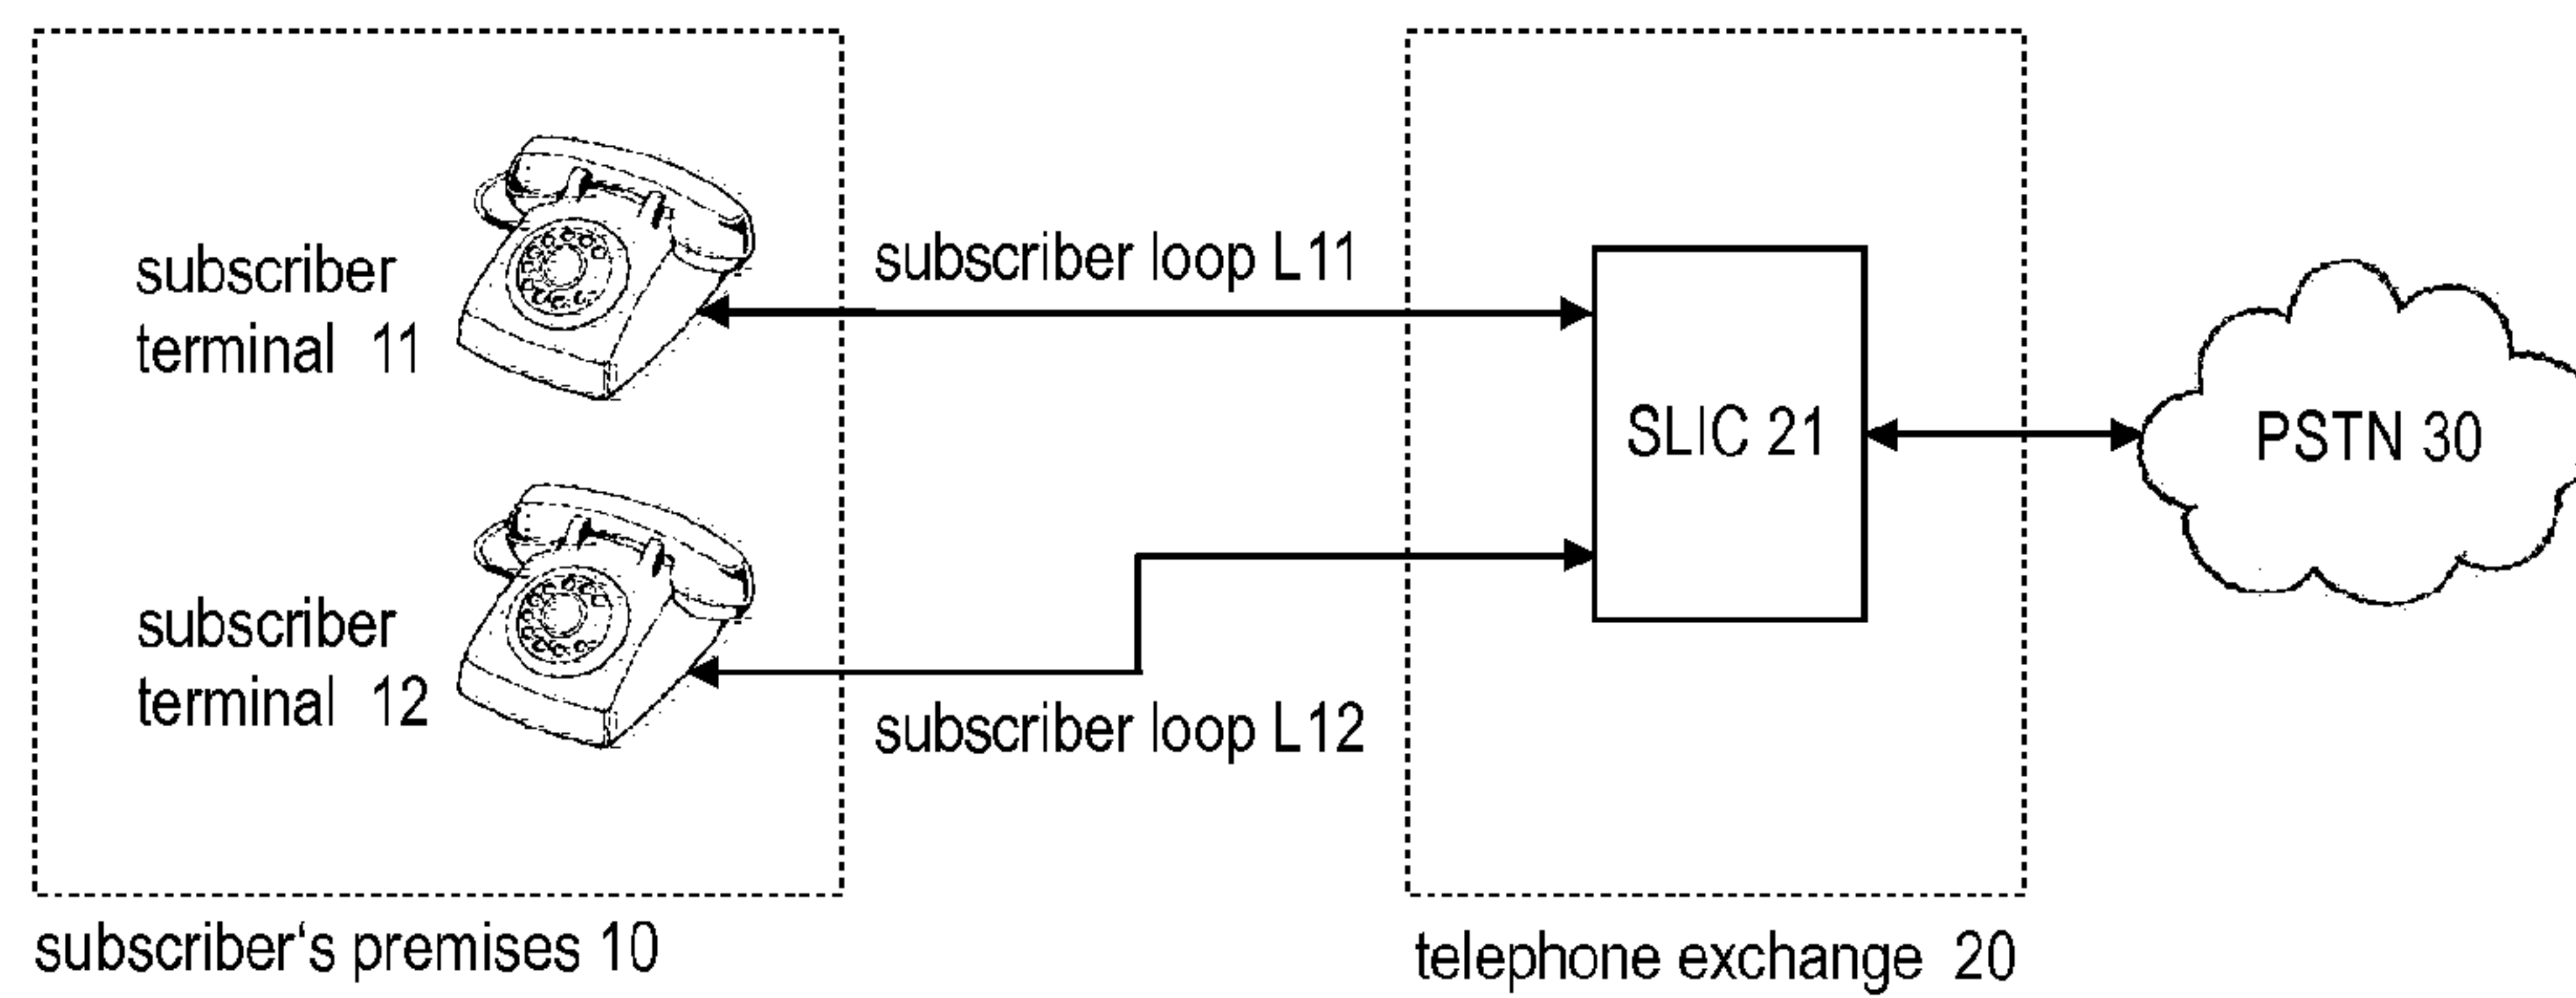 subscriber
terminal 11
subscriber loop L11
SLIC 21
PSTN 30
subscriber
terminal 12
subscriber loop L12
subscriber‘s premises 10
telephone exchange 20